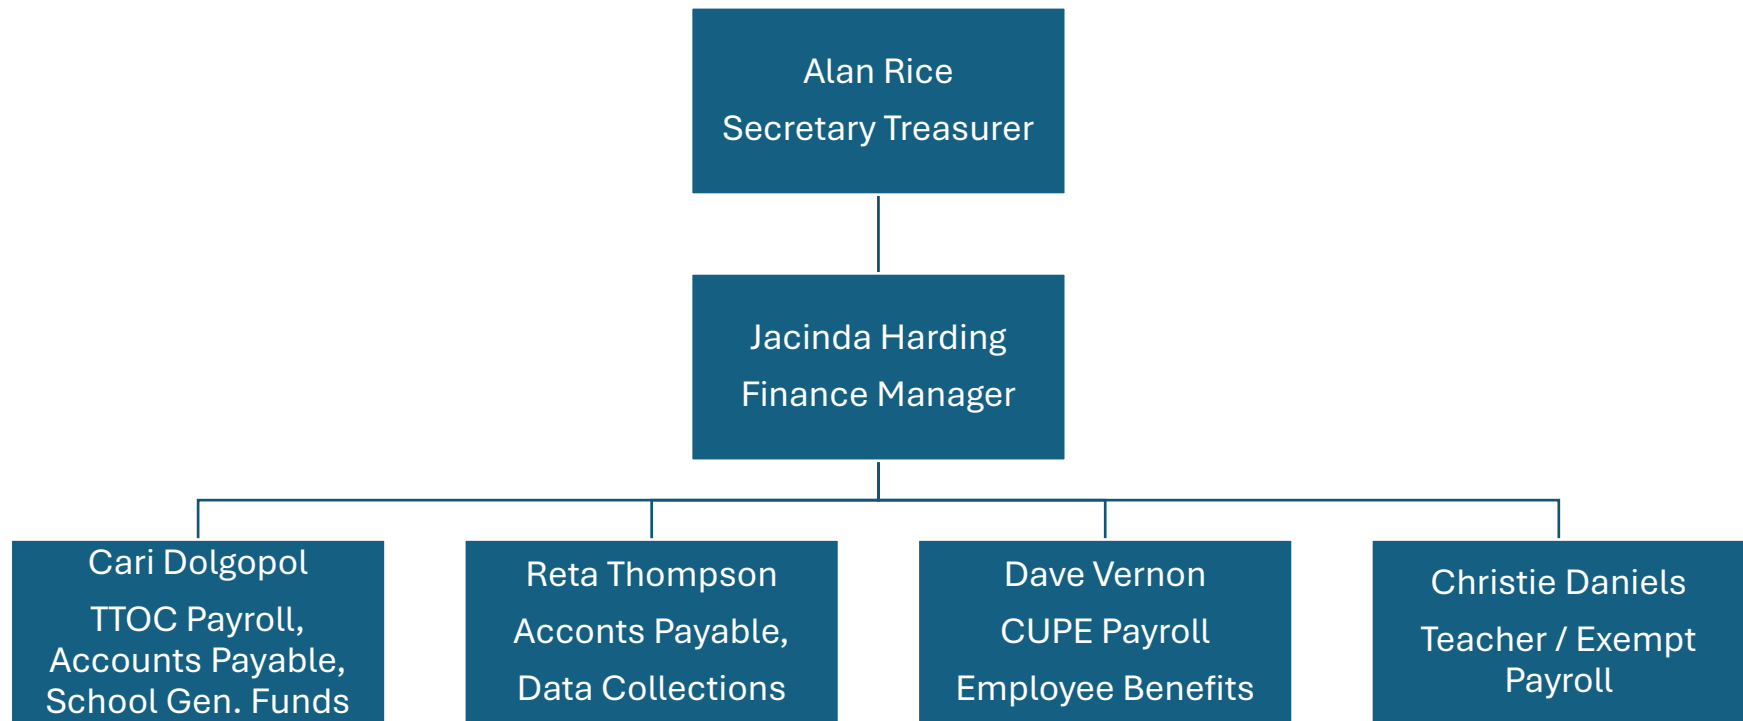 Alan Rice
Secretary Treasurer
Jacinda Harding
Finance Manager
Cari Dolgopol
TTOC Payroll,
Accounts Payable,
School Gen. Funds
Reta Thompson
Acconts Payable,
Data Collections
Dave Vernon
CUPE Payroll
Employee Benefits
Christie Daniels
Teacher / Exempt
Payroll